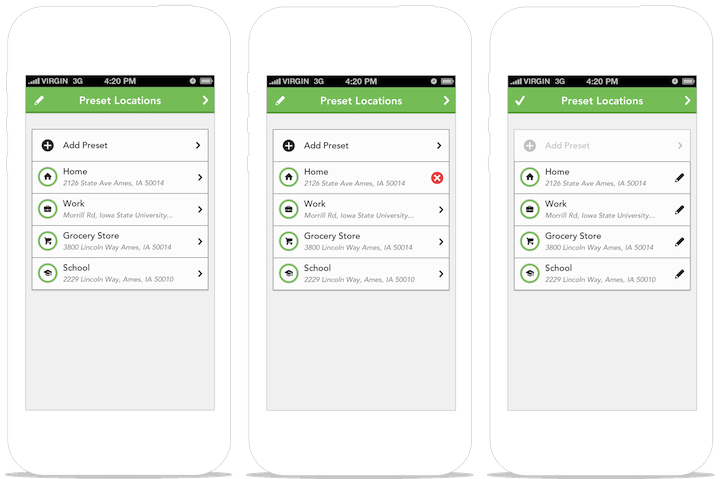 VIRGIN 3G 4:20 PM
Preset Locations
Add Preset
Home
2126 State Ave Ames, IA 50014
Work
Morrill Rd, Iowa State University...
Grocery Store
3800 Lincoln Way Ames, IA 50014
School
2229 Lincoln Way, Ames, IA 50010
VIRGIN 3G 4:20 PM
Preset Locations
Add Preset
Home
2126 State Ave Ames, IA 50014
Work
Morrill Rd, Iowa State University...
Grocery Store
3800 Lincoln Way Ames, IA 50014
School
2229 Lincoln Way, Ames, IA 50010
VIRGIN 3G 4:20 PM
Preset Locations
Add Preset
Home
2126 State Ave Ames, IA 50014
Work
Morrill Rd, Iowa State University...
Grocery Store
3800 Lincoln Way Ames, IA 50014
School
2229 Lincoln Way, Ames, IA 50010